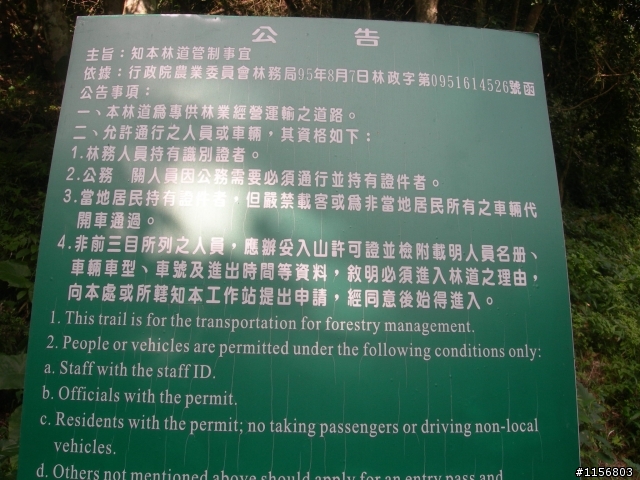 公告
主旨：知本林道管制事宜
依據：行政院農業委員會林務局95年8月7日林政字第0951614526號函
公告事項：
一、本林道為專供林業經營運輸之道路。
二、允許通行之人員或車輛，其資格如下：
1.林務人員持有識別證者。
2.公務 關人員因公務需要必須通行並持有證件者。
3.當地居民持有證件者，但嚴禁載客或為非當地居民所有之車輛代
開車通過。
4.非前三目所列之人員，應辦妥入山許可證並檢附載明人員名册、
車輛車型、車號及進出時間等資料，敘明必須進入林道之理由，
向本處或所轄知本工作站提出申請，經同意後始得進入。
1. This trail is for the transportation for forestry management.
2. People or vehicles are permitted under the following conditions only:
a. Staff with the staff ID.
b. Officials with the permit.
c. Residents with the permit; no taking passengers or driving non-local
vehicles.
d. Others not mentioned above should apply for an entry pass and
#1156803